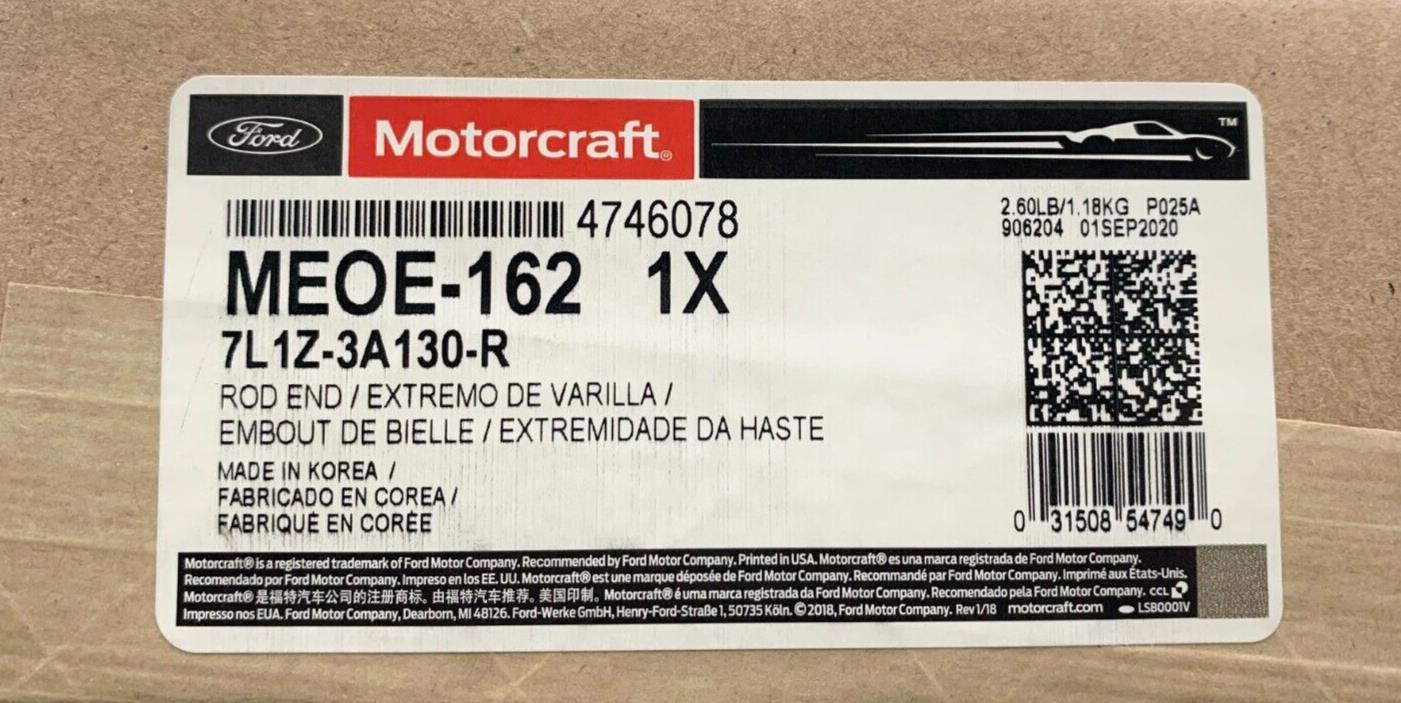 Ford Motorcraft® ™
4746078
2.60LB/1.18KG P025A
906204 01SEP2020
MEOE-162 1X
7L1Z-3A130-R
ROD END / EXTREMO DE VARILLA /
EMBOUT DE BIELLE / EXTREMIDADE DA HASTE
MADE IN KOREA /
FABRICADO EN COREA /
FABRIQUÉ EN CORÉE
0 31508 54749 0
Motorcraft® is a registered trademark of Ford Motor Company. Recommended by Ford Motor Company. Printed in USA. Motorcraft® es una marca registrada de Ford Motor Company.
Recomendado por Ford Motor Company. Impreso en los EE. UU. Motorcraft® est une marque déposée de Ford Motor Company. Recommandé par Ford Motor Company. Imprimé aux États-Unis.
Motorcraft® 是福特汽车公司的注册商标。由福特汽车推荐。美国印制。Motorcraft® é uma marca registrada da Ford Motor Company. Recomendado pela Ford Motor Company. CCL
Impresso nos EUA. Ford Motor Company, Dearborn, MI 48126. Ford-Werke GmbH, Henry-Ford-Straße 1, 50735 Köln. © 2018, Ford Motor Company. Rev 1/18 motorcraft.com LSB0001V